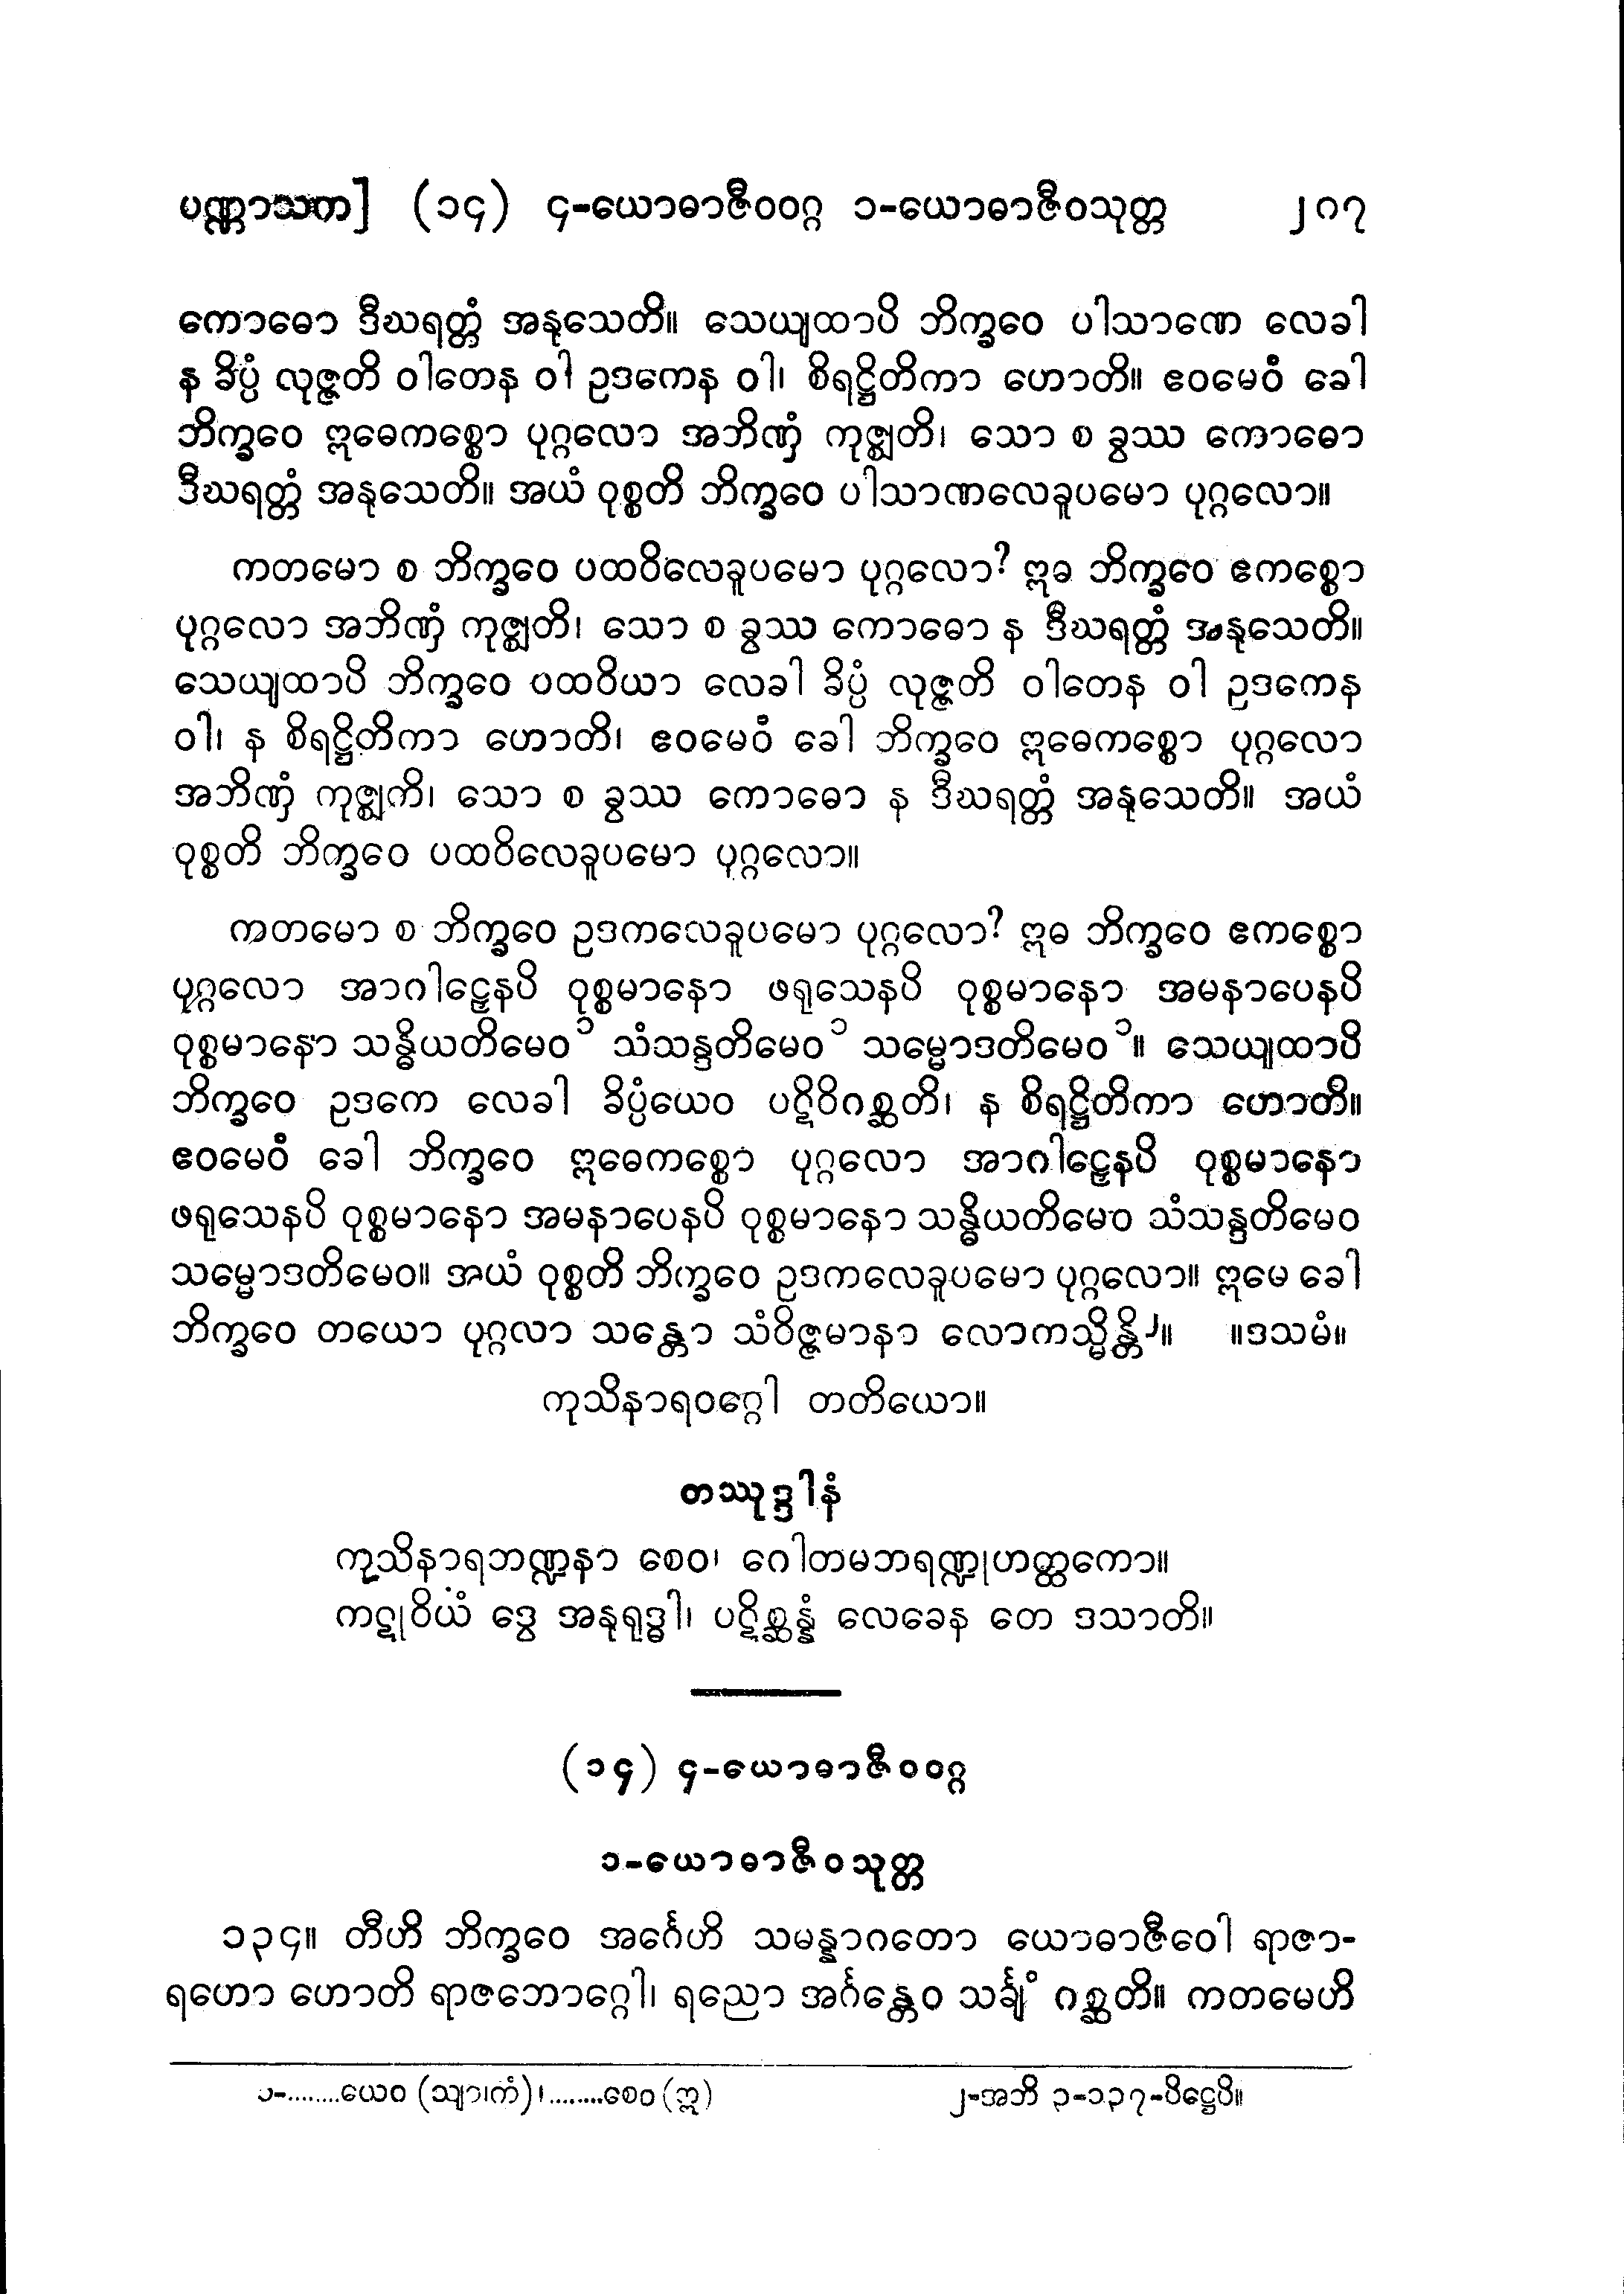 ပဏ္ဏာသက] (၁၄) ၄-ယောဓာဇီဝဝဂ္ဂ ၁-ယောဓာဇီဝသုတ္တ ၂၈၇
ကောဓော ဒီဃရတ္တံ အနုသေတိ။ သေယျထာပိ ဘိက္ခဝေ ပါသာဏေ လေခါ
န ခိပ္ပံ လုဇ္ဇတိ ဝါတေန ဝါ ဥဒကေန ဝါ၊ စိရဋ္ဌိတိကာ ဟောတိ။ ဧဝမေဝံ ခေါ
ဘိက္ခဝေ ဣဓေကစ္စော ပုဂ္ဂလော အဘိဏှံ ကုဇ္ဈတိ၊ သော စ ခွဿ ကောဓော
ဒီဃရတ္တံ အနုသေတိ။ အယံ ဝုစ္စတိ ဘိက္ခဝေ ပါသာဏလေခူပမော ပုဂ္ဂလော။
ကတမော စ ဘိက္ခဝေ ပထဝိလေခူပမော ပုဂ္ဂလော? ဣဓ ဘိက္ခဝေ ဧကစ္စော
ပုဂ္ဂလော အဘိဏှံ ကုဇ္ဈတိ၊ သော စ ခွဿ ကောဓော န ဒီဃရတ္တံ အနုသေတိ။
သေယျထာပိ ဘိက္ခဝေ ပထဝိယာ လေခါ ခိပ္ပံ လုဇ္ဇတိ ဝါတေန ဝါ ဥဒကေန
ဝါ၊ န စိရဋ္ဌိတိကာ ဟောတိ၊ ဧဝမေဝံ ခေါ ဘိက္ခဝေ ဣဓေကစ္စော ပုဂ္ဂလော
အဘိဏှံ ကုဇ္ဈကိ၊ သော စ ခွဿ ကောဓော န ဒီဃရတ္တံ အနုသေတိ။ အယံ
ဝုစ္စတိ ဘိက္ခဝေ ပထဝိလေခူပမော ပုဂ္ဂလော။
ကတမော စ ဘိက္ခဝေ ဥဒကလေခူပမော ပုဂ္ဂလော? ဣဓ ဘိက္ခဝေ ဧကစ္စော
ပုဂ္ဂလော အာဂါဠှေနပိ ဝုစ္စမာနော ဖရုသေနပိ ဝုစ္စမာနော အမနာပေနပိ
ဝုစ္စမာနော သန္ဓိယတိမေဝ ၁ သံသန္ဒတိမေဝ ၁ သမ္မောဒတိမေဝ ၁။ သေယျထာပိ
ဘိက္ခဝေ ဥဒကေ လေခါ ခိပ္ပံယေဝ ပဋိဝိဂစ္ဆတိ၊ န စိရဋ္ဌိတိကာ ဟောတိ။
ဧဝမေဝံ ခေါ ဘိက္ခဝေ ဣဓေကစ္စော ပုဂ္ဂလော အာဂါဠှေနပိ ဝုစ္စမာနော
ဖရုသေနပိ ဝုစ္စမာနော အမနာပေနပိ ဝုစ္စမာနော သန္ဓိယတိမေဝ သံသန္ဒတိမေဝ
သမ္မောဒတိမေဝ။ အယံ ဝုစ္စတိ ဘိက္ခဝေ ဥဒကလေခူပမော ပုဂ္ဂလော။ ဣမေ ခေါ
ဘိက္ခဝေ တယော ပုဂ္ဂလာ သန္တော သံဝိဇ္ဇမာနာ လောကသ္မိန္တိ၂။ ။ဒသမံ။
ကုသိနာရဝဂ္ဂေါ တတိယော။
တဿုဒ္ဒါနံ
ကုသိနာရဘဏ္ဍနာ စေဝ၊ ဂေါတမဘရဏ္ဍုဟတ္ထကော။
ကဋုဝိယံ ဒွေ အနုရုဒ္ဓါ၊ ပဋိစ္ဆန္နံ လေခေန တေ ဒသာတိ။
(၁၄) ၄-ယောဓာဇီဝဝဂ္ဂ
၁-ယောဓာဇီဝသုတ္တ
၁၃၄။ တီဟိ ဘိက္ခဝေ အင်္ဂေဟိ သမန္နာဂတော ယောဓာဇီဝေါ ရာဇာ-
ရဟော ဟောတိ ရာဇဘောဂ္ဂေါ၊ ရညော အင်္ဂန္တေဝ သင်္ချံ ဂစ္ဆတိ။ ကတမေဟိ
၁-........ယေဝ (သျာ၊ကံ)၊........စေဝ (ဣ) ၂-အဘိ ၃-၁၃၇-ပိဋ္ဌေပိ။